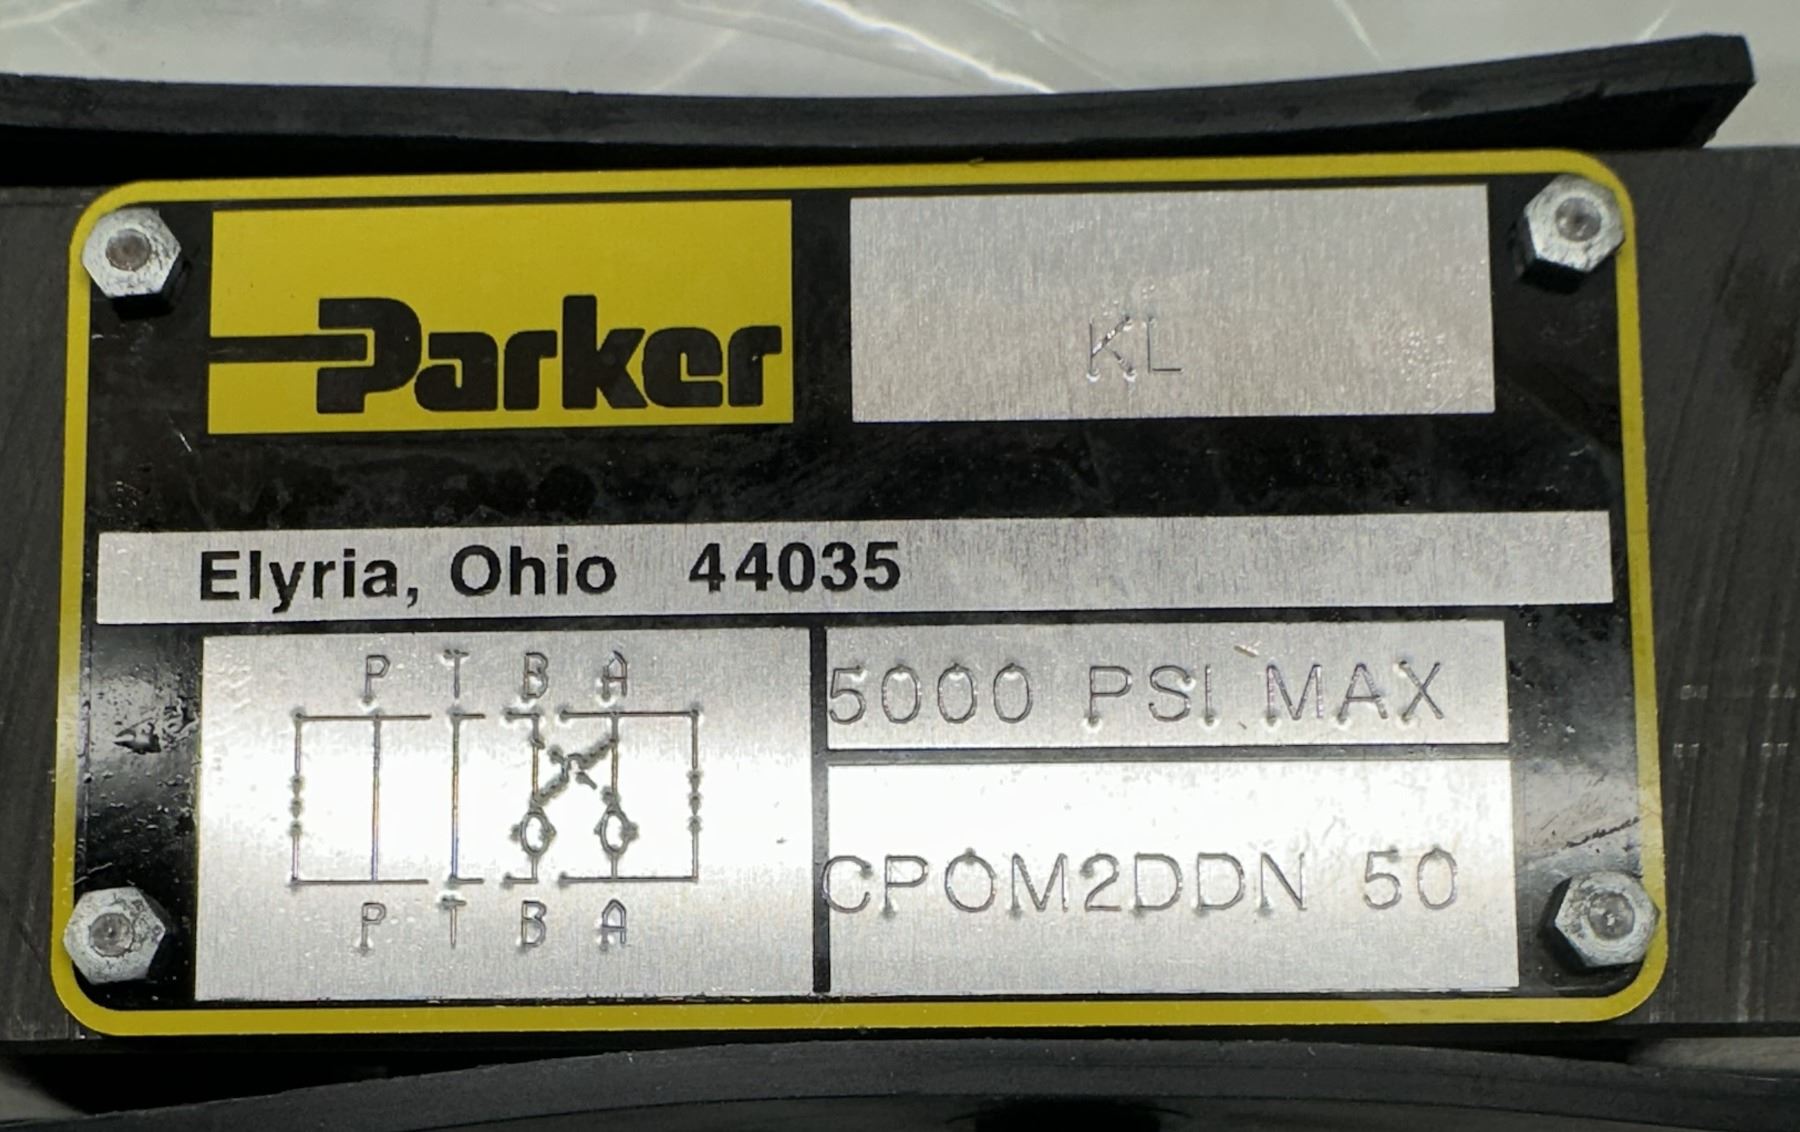 Parker
KL
Elyria, Ohio 44035
P T B A
5000 PSI MAX
CPOM2DDN 50
P T B A